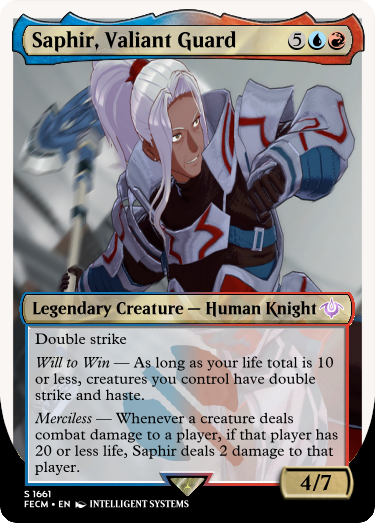 Saphir, Valiant Guard 5
Legendary Creature — Human Knight
Double strike
Will to Win — As long as your life total is 10
or less, creatures you control have double
strike and haste.
Merciless — Whenever a creature deals
combat damage to a player, if that player has
20 or less life, Saphir deals 2 damage to that
player.
4/7
S 1661
FECM • EN INTELLIGENT SYSTEMS